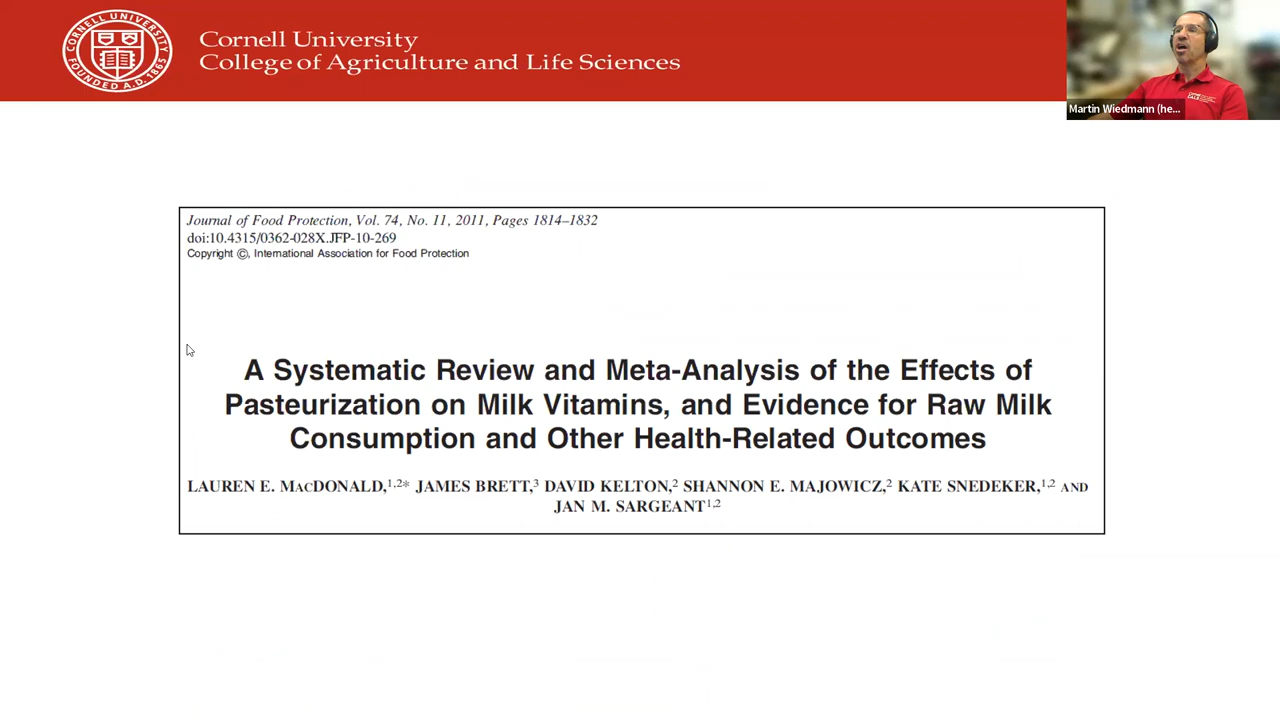 Cornell University
College of Agriculture and Life Sciences
Martin Wiedmann (he...
Journal of Food Protection, Vol. 74, No. 11, 2011, Pages 1814–1832
doi:10.4315/0362-028X.JFP-10-269
Copyright ©, International Association for Food Protection
A Systematic Review and Meta-Analysis of the Effects of
Pasteurization on Milk Vitamins, and Evidence for Raw Milk
Consumption and Other Health-Related Outcomes
LAUREN E. MACDONALD,1,2* JAMES BRETT,3 DAVID KELTON,2 SHANNON E. MAJOWICZ,2 KATE SNEDEKER,1,2 AND
JAN M. SARGEANT1,2